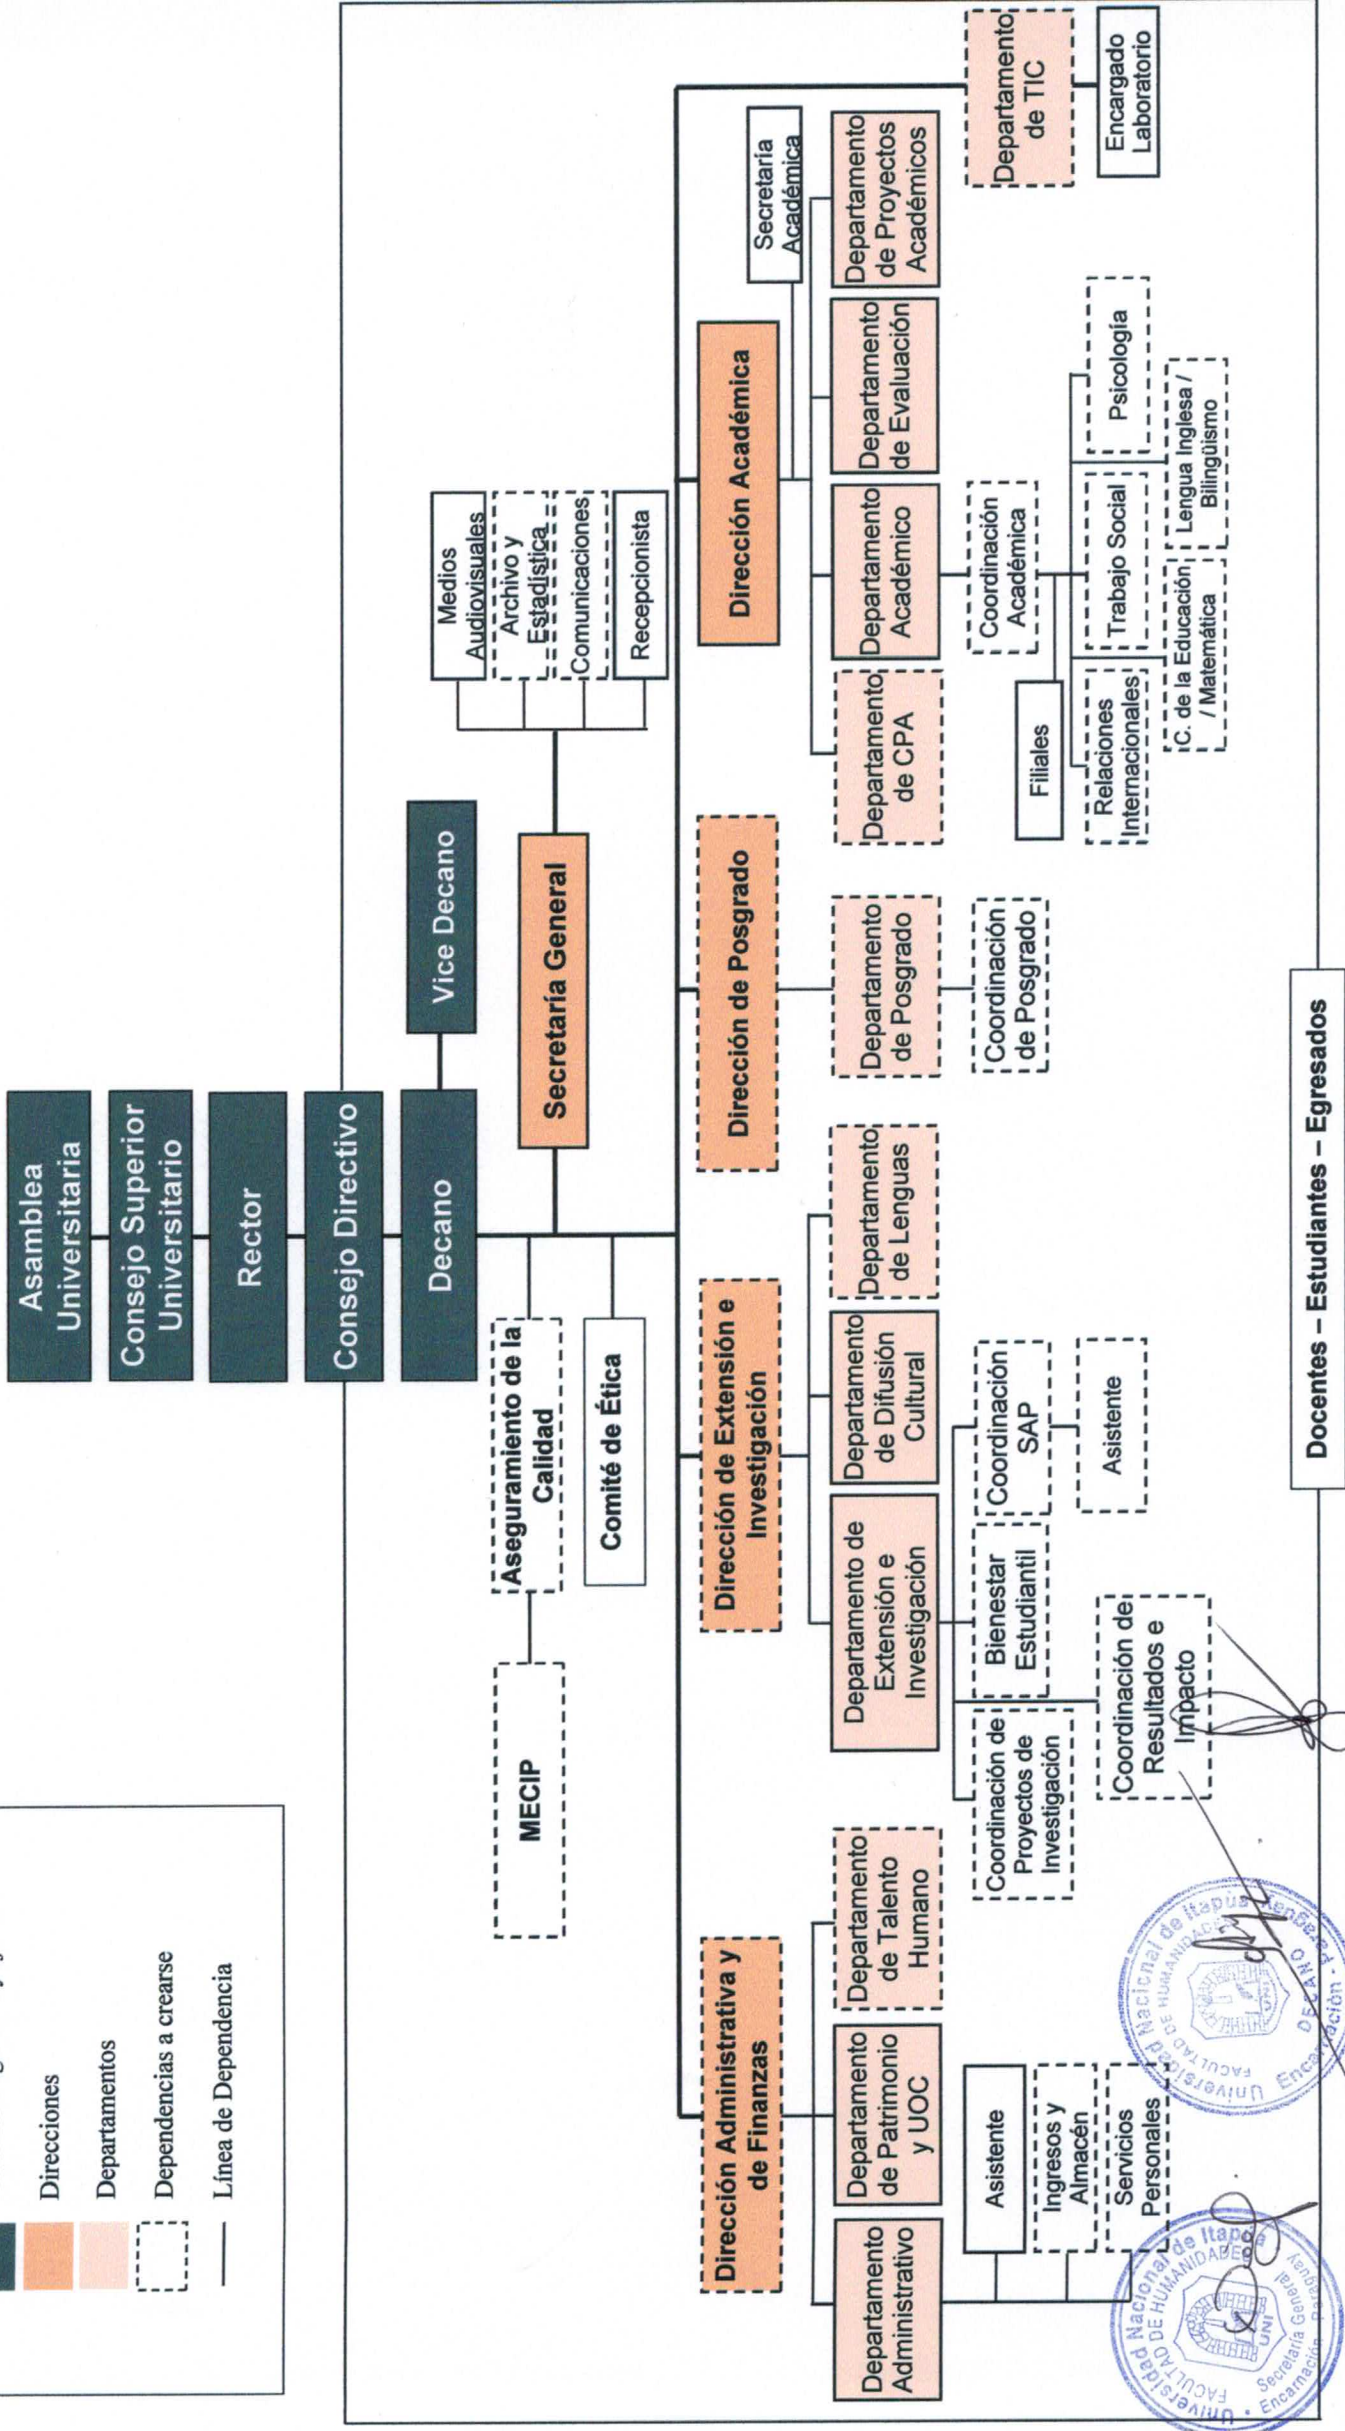 Asamblea
Universitaria
Consejo Superior
Universitario
Rector
Consejo Directivo
Decano
Vice Decano
Direcciones
Departamentos
Dependencias a crearse
Línea de Dependencia
MECIP
Aseguramiento de la
Calidad
Comité de Ética
Secretaría General
Medios
Audiovisuales
Archivo y
Estadística
Comunicaciones
Recepcionista
Dirección Administrativa y
de Finanzas
Dirección de Extensión e
Investigación
Dirección de Posgrado
Dirección Académica
Secretaría
Académica
Departamento
Administrativo
Departamento
de Patrimonio
y UOC
Departamento
de Talento
Humano
Departamento de
Extensión e
Investigación
Departamento
de Difusión
Cultural
Departamento
de Lenguas
Departamento
de Posgrado
Departamento
de CPA
Departamento
Académico
Departamento
de Evaluación
Departamento
de Proyectos
Académicos
Departamento
de TIC
Encargado
Laboratorio
Asistente
Ingresos y
Almacén
Servicios
Personales
Coordinación de
Proyectos de
Investigación
Bienestar
Estudiantil
Coordinación
SAP
Coordinación de
Resultados e
Impacto
Asistente
Coordinación
de Posgrado
Coordinación
Académica
Filiales
Relaciones
Internacionales
Trabajo Social
Psicología
C. de la Educación
/ Matemática
Lengua Inglesa /
Bilingüismo
Docentes – Estudiantes – Egresados
Universidad Nacional de Itapúa
FACULTAD DE HUMANIDADES
UNI
Secretaría General
Encarnación - Paraguay
Universidad Nacional de Itapúa
FACULTAD DE HUMANIDADES
UNI
DECANO
Encarnación - Paraguay